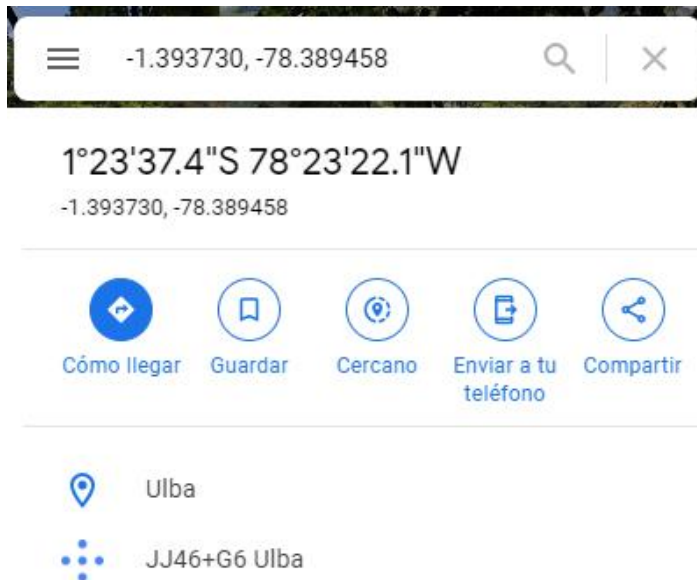 -1.393730, -78.389458
1°23'37.4"S 78°23'22.1"W
-1.393730, -78.389458
Cómo llegar
Guardar
Cercano
Enviar a tu
teléfono
Compartir
Ulba
JJ46+G6 Ulba